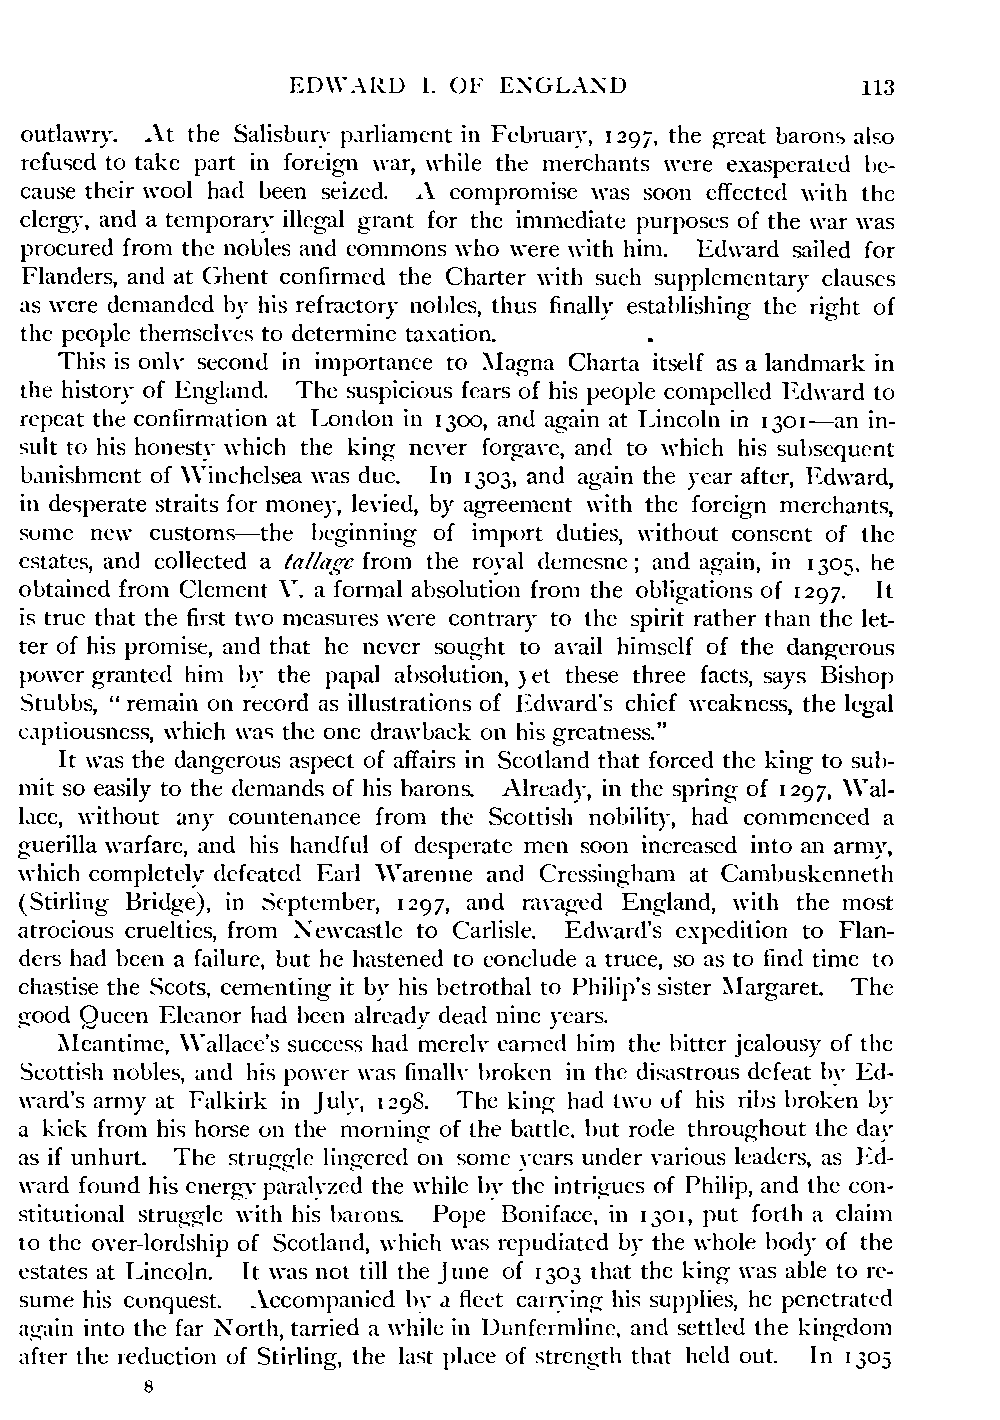 EDWARD I. OF ENGLAND 113
outlawry. At the Salisbury parliament in February, 1297, the great barons also
refused to take part in foreign war, while the merchants were exasperated be-
cause their wool had been seized. A compromise was soon effected with the
clergy, and a temporary illegal grant for the immediate purposes of the war was
procured from the nobles and commons who were with him. Edward sailed for
Flanders, and at Ghent confirmed the Charter with such supplementary clauses
as were demanded by his refractory nobles, thus finally establishing the right of
the people themselves to determine taxation.
This is only second in importance to Magna Charta itself as a landmark in
the history of England. The suspicious fears of his people compelled Edward to
repeat the confirmation at London in 1300, and again at Lincoln in 1301—an in-
sult to his honesty which the king never forgave, and to which his subsequent
banishment of Winchelsea was due. In 1303, and again the year after, Edward,
in desperate straits for money, levied, by agreement with the foreign merchants,
some new customs—the beginning of import duties, without consent of the
estates, and collected a tallage from the royal demesne; and again, in 1305, he
obtained from Clement V. a formal absolution from the obligations of 1297. It
is true that the first two measures were contrary to the spirit rather than the let-
ter of his promise, and that he never sought to avail himself of the dangerous
power granted him by the papal absolution, yet these three facts, says Bishop
Stubbs, "remain on record as illustrations of Edward's chief weakness, the legal
captiousness, which was the one drawback on his greatness."
It was the dangerous aspect of affairs in Scotland that forced the king to sub-
mit so easily to the demands of his barons. Already, in the spring of 1297, Wal-
lace, without any countenance from the Scottish nobility, had commenced a
guerilla warfare, and his handful of desperate men soon increased into an army,
which completely defeated Earl Warenne and Cressingham at Cambuskenneth
(Stirling Bridge), in September, 1297, and ravaged England, with the most
atrocious cruelties, from Newcastle to Carlisle. Edward's expedition to Flan-
ders had been a failure, but he hastened to conclude a truce, so as to find time to
chastise the Scots, cementing it by his betrothal to Philip's sister Margaret. The
good Queen Eleanor had been already dead nine years.
Meantime, Wallace's success had merely earned him the bitter jealousy of the
Scottish nobles, and his power was finally broken in the disastrous defeat by Ed-
ward's army at Falkirk in July, 1298. The king had two of his ribs broken by
a kick from his horse on the morning of the battle, but rode throughout the day
as if unhurt. The struggle lingered on some years under various leaders, as Ed-
ward found his energy paralyzed the while by the intrigues of Philip, and the con-
stitutional struggle with his barons. Pope Boniface, in 1301, put forth a claim
to the over-lordship of Scotland, which was repudiated by the whole body of the
estates at Lincoln. It was not till the June of 1303 that the king was able to re-
sume his conquest. Accompanied by a fleet carrying his supplies, he penetrated
again into the far North, tarried a while in Dunfermline, and settled the kingdom
after the reduction of Stirling, the last place of strength that held out. In 1305
8